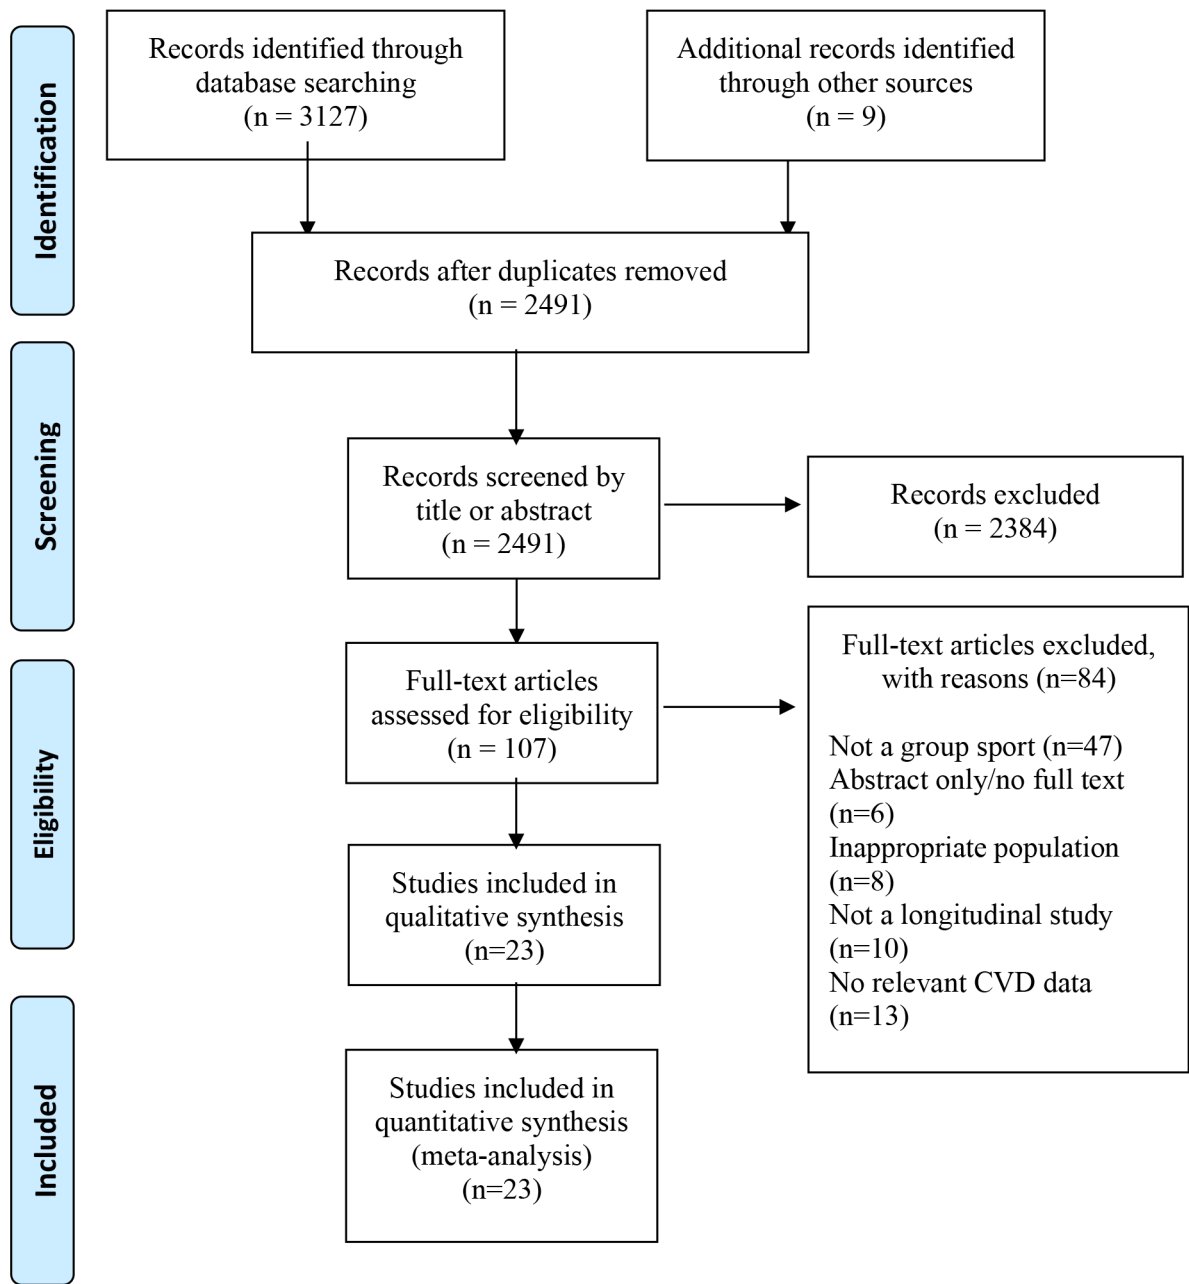 Identification
Records identified through
database searching
(n = 3127)
Additional records identified
through other sources
(n = 9)
Records after duplicates removed
(n = 2491)
Screening
Records screened by
title or abstract
(n = 2491)
Records excluded
(n = 2384)
Eligibility
Full-text articles
assessed for eligibility
(n = 107)
Full-text articles excluded,
with reasons (n=84)
Not a group sport (n=47)
Abstract only/no full text
(n=6)
Inappropriate population
(n=8)
Not a longitudinal study
(n=10)
No relevant CVD data
(n=13)
Studies included in
qualitative synthesis
(n=23)
Included
Studies included in
quantitative synthesis
(meta-analysis)
(n=23)